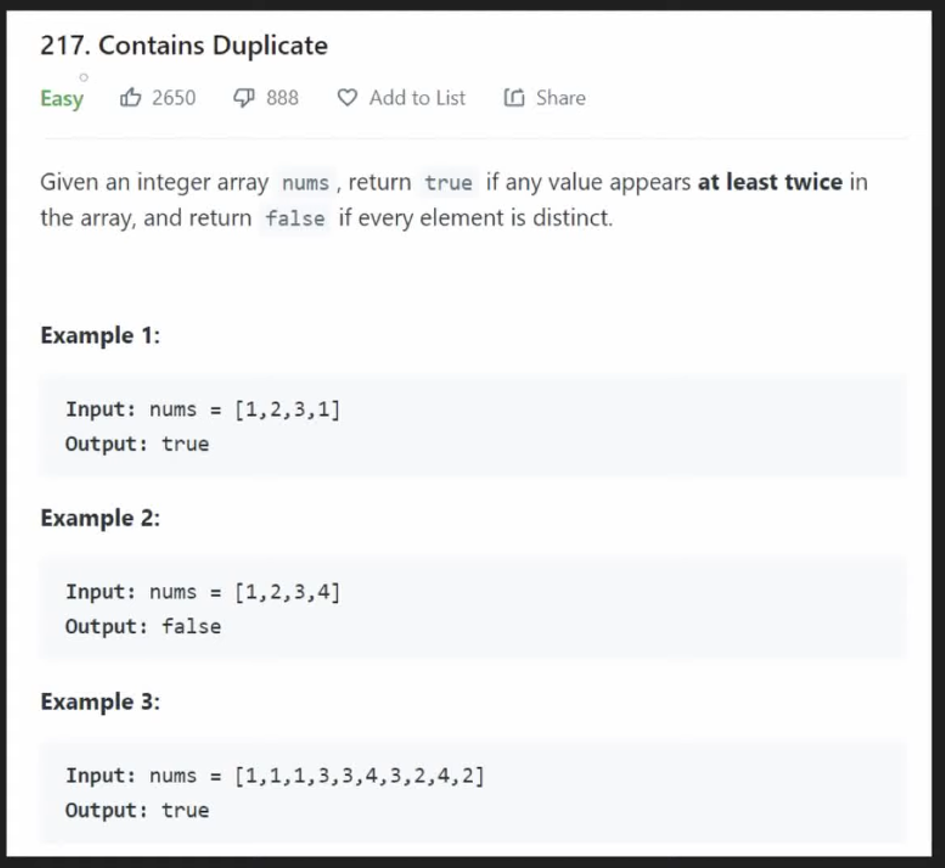 217. Contains Duplicate
Easy 2650 888 Add to List Share
Given an integer array nums , return true if any value appears at least twice in
the array, and return false if every element is distinct.
Example 1:
Input: nums = [1,2,3,1]
Output: true
Example 2:
Input: nums = [1,2,3,4]
Output: false
Example 3:
Input: nums = [1,1,1,3,3,4,3,2,4,2]
Output: true